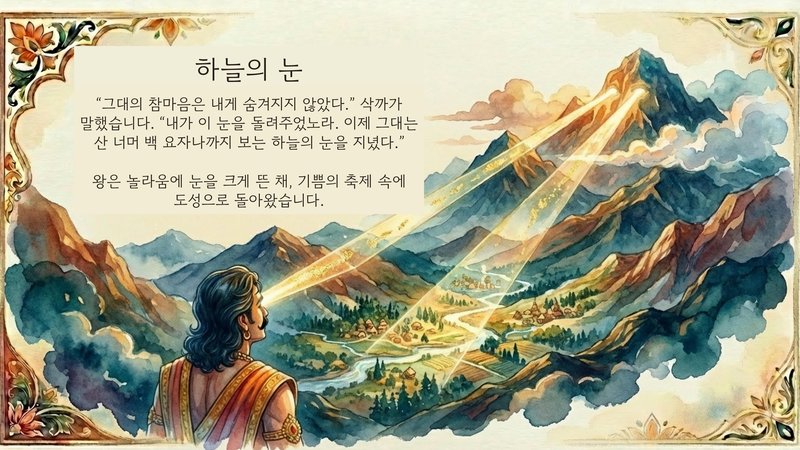 하늘의 눈
“그대의 참마음은 내게 숨겨지지 않았다.” 삭까가
말했습니다. “내가 이 눈을 돌려주었노라. 이제 그대는
산 너머 백 요자나까지 보는 하늘의 눈을 지녔다.”
왕은 놀라움에 눈을 크게 뜬 채, 기쁨의 축제 속에
도성으로 돌아왔습니다.